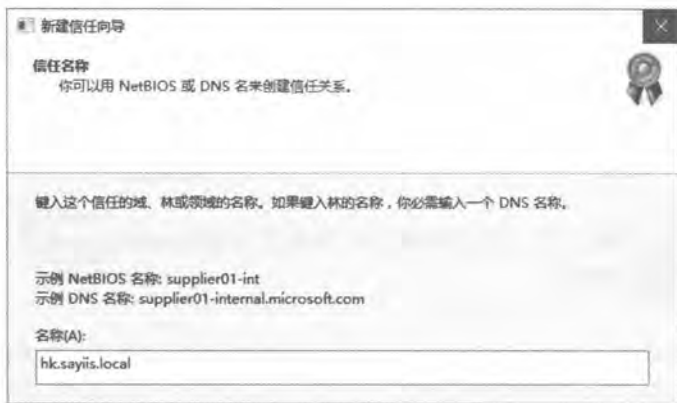 新建信任向导
信任名称
你可以用 NetBIOS 或 DNS 名来创建信任关系。
键入这个信任的域、林或领域的名称。如果键入林的名称，你必需输入一个 DNS 名称。
示例 NetBIOS 名称: supplier01-int
示例 DNS 名称: supplier01-internal.microsoft.com
名称(A):
hk.sayiis.local